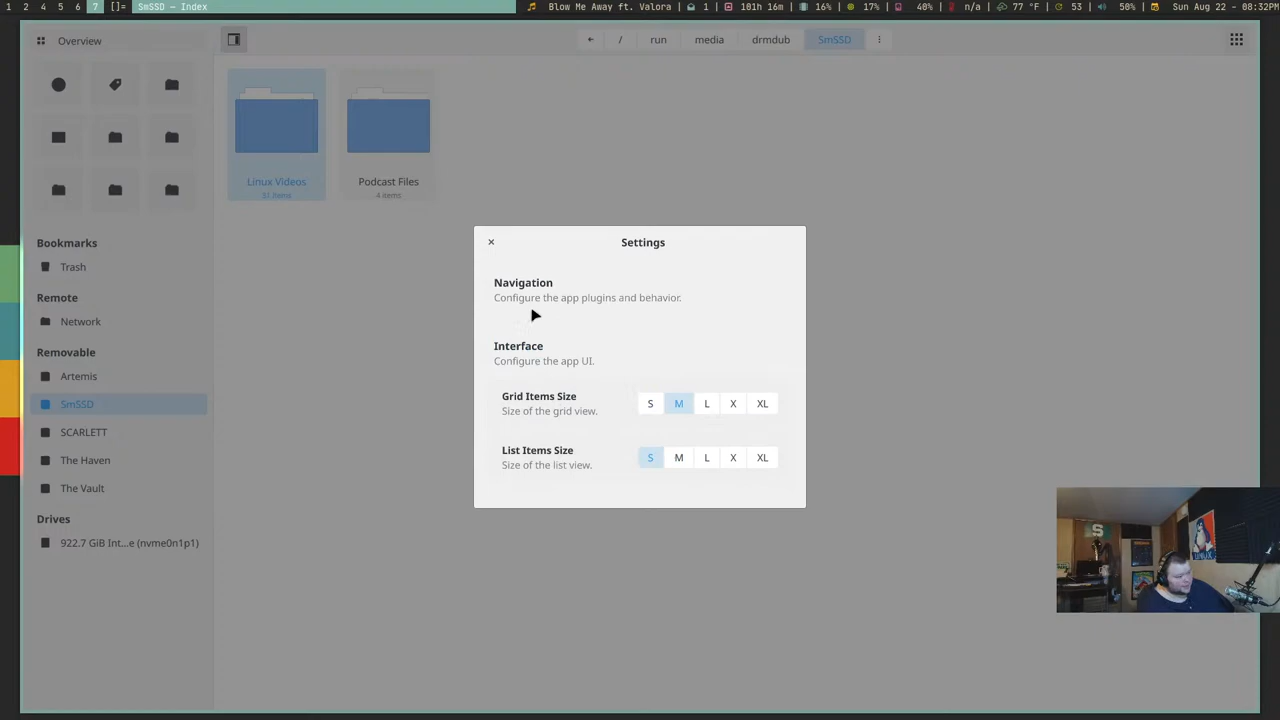 1 2 3 4 5 6 7 []= SmSSD — Index Blow Me Away ft. Valora 1 101h 16m 16% 17% 40% n/a 77 °F 53 50% Sun Aug 22 - 08:32PM
Overview
← / run media drmdub SmSSD
Linux Videos
51 items
Podcast Files
4 items
Bookmarks
Trash
Remote
Network
Removable
Artemis
SmSSD
SCARLETT
The Haven
The Vault
Drives
922.7 GiB Int…e (nvme0n1p1)
× Settings
Navigation
Configure the app plugins and behavior.
Interface
Configure the app UI.
Grid Items Size
Size of the grid view.
S M L X XL
List Items Size
Size of the list view.
S M L X XL